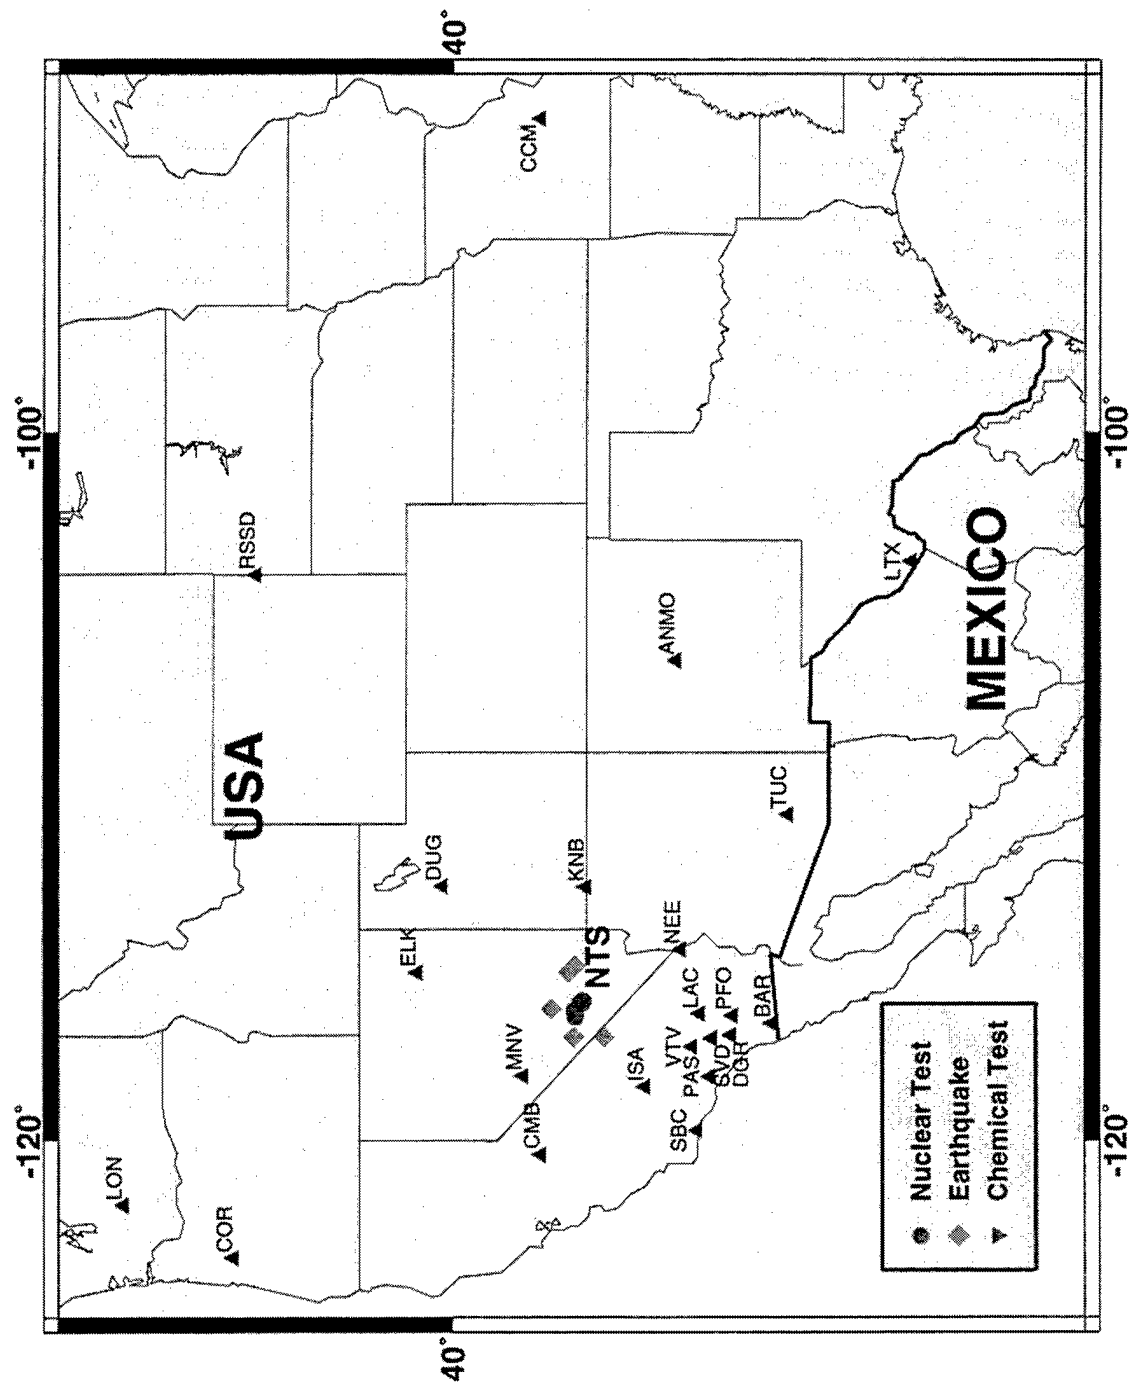 -120°
-100°
40°
40°
LON
COR
RSSD
USA
ELK
DUG
CCM
MNV
CMB
NTS
KNB
ISA
NEE
ANMO
VTV
LAC
PAS
SBC
SVD
PFO
DGR
BAR
TUC
LTX
MEXICO
Nuclear Test
Earthquake
Chemical Test
-120°
-100°